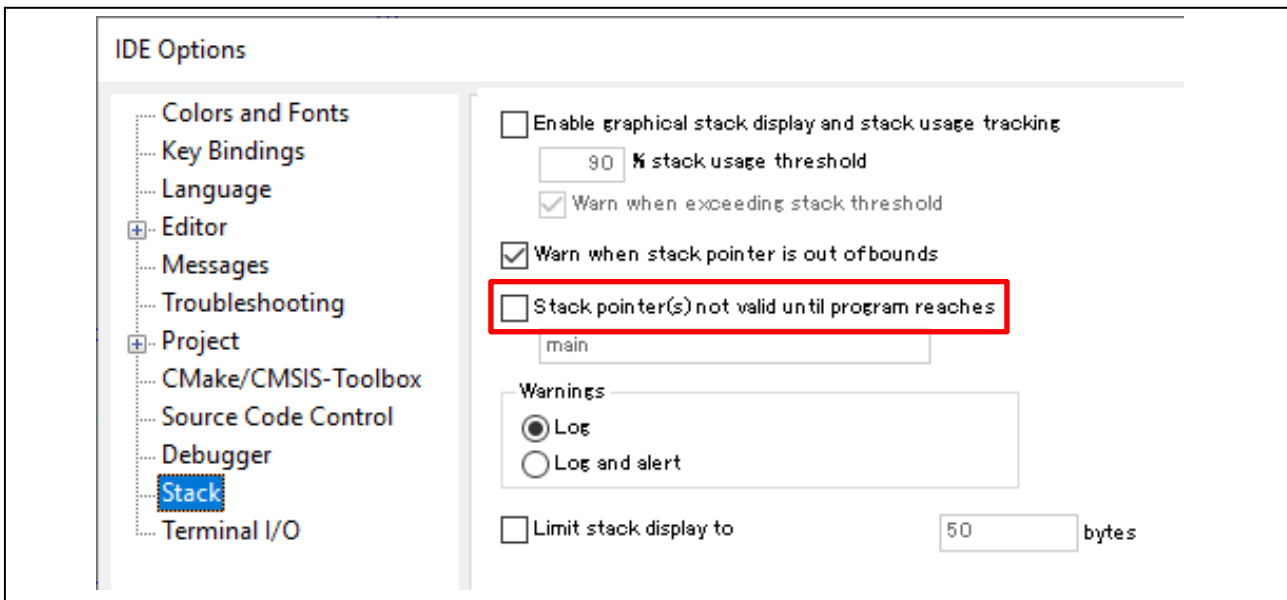 IDE Options
Colors and Fonts
Key Bindings
Language
Editor
Messages
Troubleshooting
Project
CMake/CMSIS-Toolbox
Source Code Control
Debugger
Stack
Terminal I/O
Enable graphical stack display and stack usage tracking
90 % stack usage threshold
Warn when exceeding stack threshold
Warn when stack pointer is out of bounds
Stack pointer(s) not valid until program reaches
main
Warnings
Log
Log and alert
Limit stack display to 50 bytes